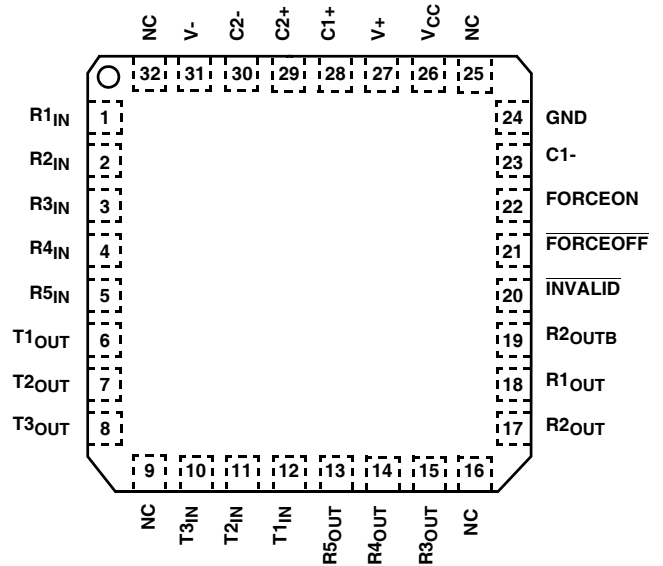 NC V- C2- C2+ C1+ V+ VCC NC
32 31 30 29 28 27 26 25
R1IN 1 24 GND
R2IN 2 23 C1-
R3IN 3 22 FORCEON
R4IN 4 21 FORCEOFF
R5IN 5 20 INVALID
T1OUT 6 19 R2OUTB
T2OUT 7 18 R1OUT
T3OUT 8 17 R2OUT
9 10 11 12 13 14 15 16
NC T3IN T2IN T1IN R5OUT R4OUT R3OUT NC